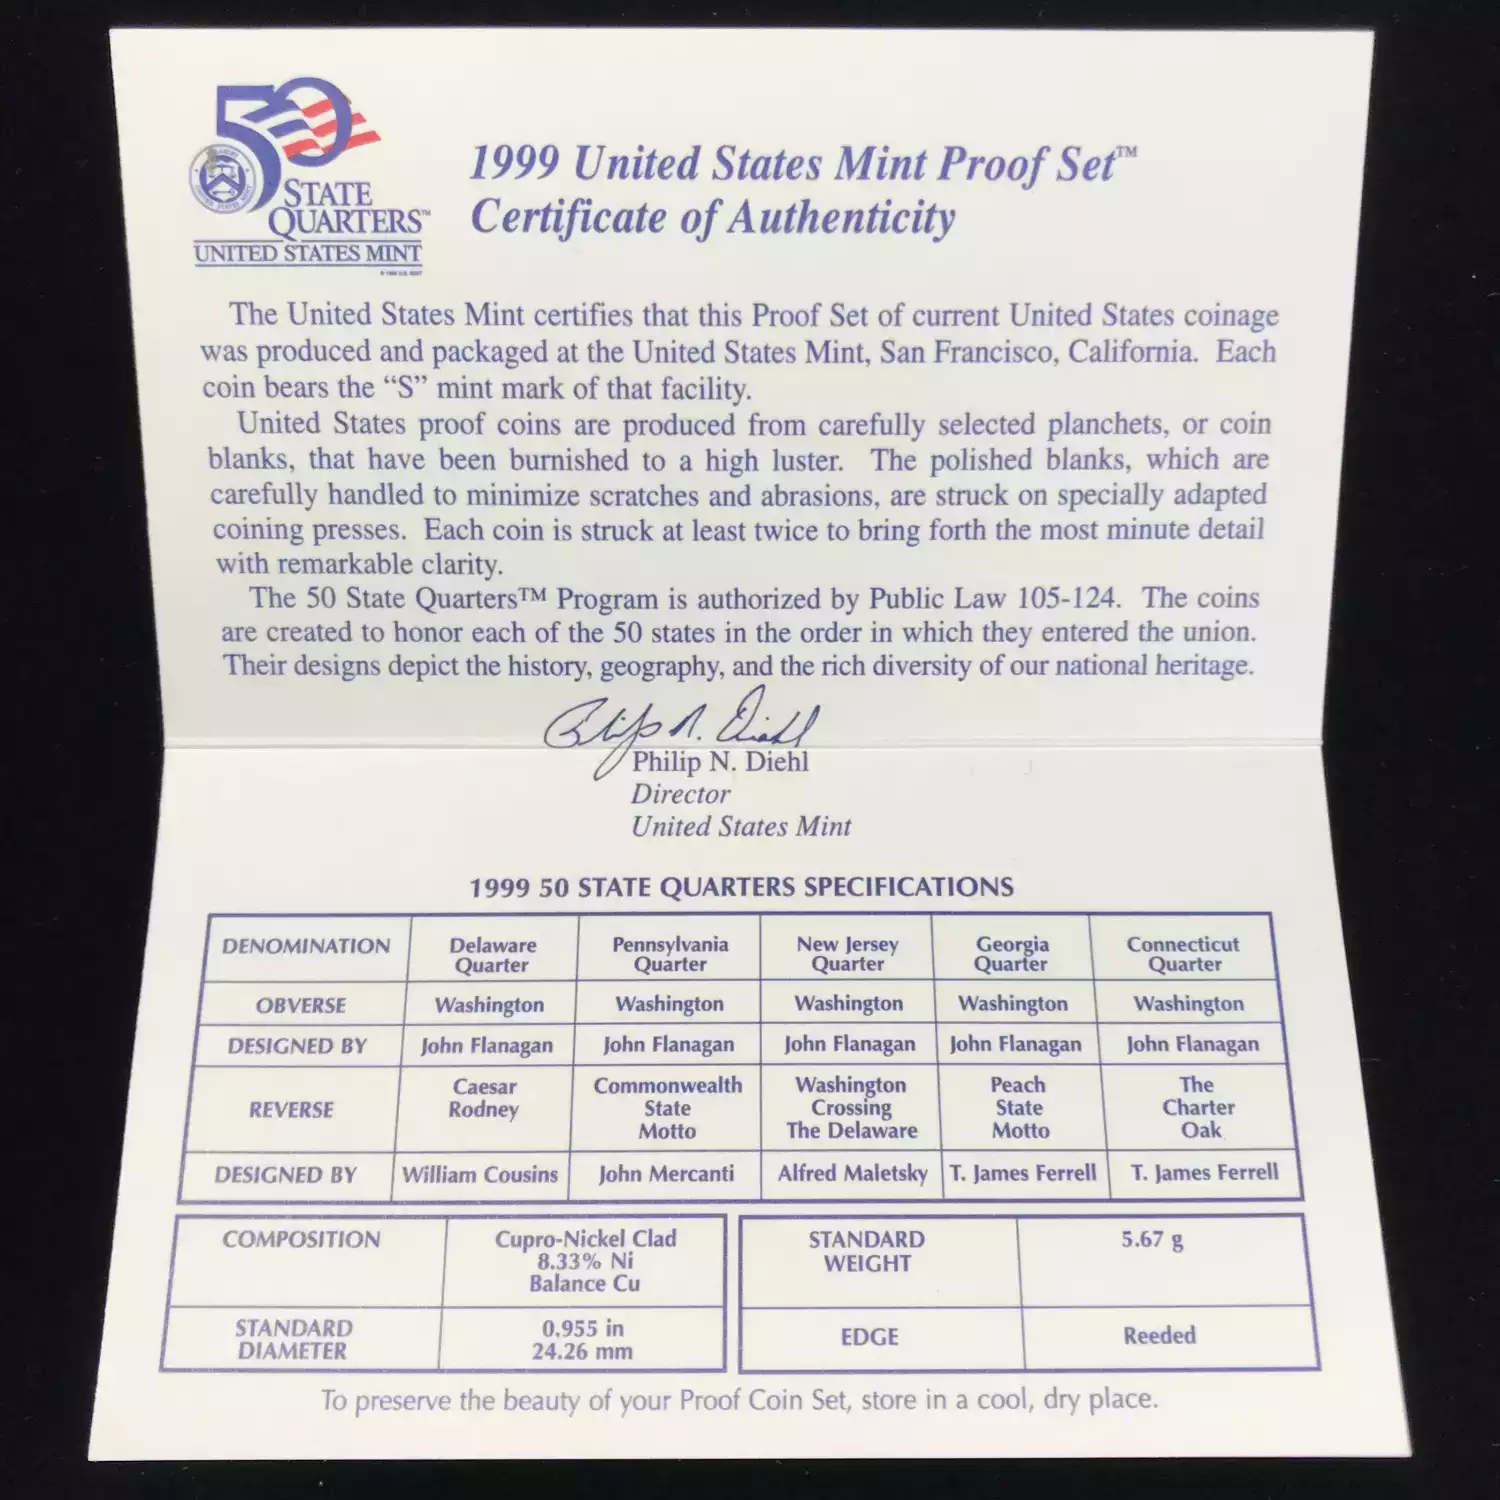 50
STATE
QUARTERS™
UNITED STATES MINT
1999 United States Mint Proof Set™
Certificate of Authenticity
The United States Mint certifies that this Proof Set of current United States coinage
was produced and packaged at the United States Mint, San Francisco, California. Each
coin bears the “S” mint mark of that facility.
United States proof coins are produced from carefully selected planchets, or coin
blanks, that have been burnished to a high luster. The polished blanks, which are
carefully handled to minimize scratches and abrasions, are struck on specially adapted
coining presses. Each coin is struck at least twice to bring forth the most minute detail
with remarkable clarity.
The 50 State Quarters™ Program is authorized by Public Law 105-124. The coins
are created to honor each of the 50 states in the order in which they entered the union.
Their designs depict the history, geography, and the rich diversity of our national heritage.
Philip N. Diehl
Philip N. Diehl
Director
United States Mint
1999 50 STATE QUARTERS SPECIFICATIONS
DENOMINATION Delaware Quarter Pennsylvania Quarter New Jersey Quarter Georgia Quarter Connecticut Quarter
OBVERSE Washington Washington Washington Washington Washington
DESIGNED BY John Flanagan John Flanagan John Flanagan John Flanagan John Flanagan
REVERSE Caesar Rodney Commonwealth State Motto Washington Crossing The Delaware Peach State Motto The Charter Oak
DESIGNED BY William Cousins John Mercanti Alfred Maletsky T. James Ferrell T. James Ferrell
COMPOSITION Cupro-Nickel Clad 8.33% Ni Balance Cu
STANDARD WEIGHT 5.67 g
STANDARD DIAMETER 0.955 in 24.26 mm
EDGE Reeded
To preserve the beauty of your Proof Coin Set, store in a cool, dry place.